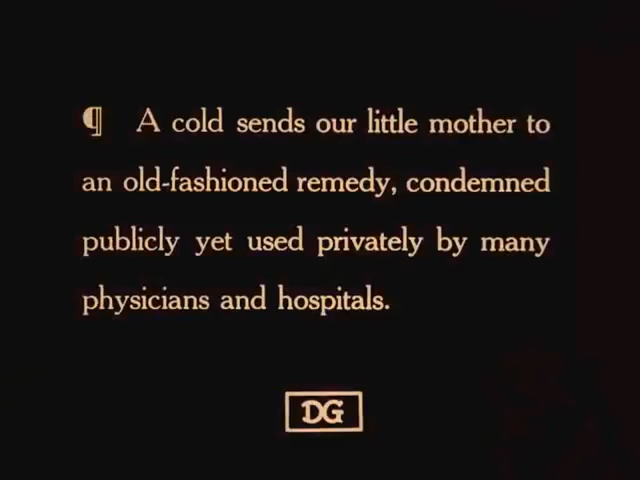 ¶ A cold sends our little mother to
an old-fashioned remedy, condemned
publicly yet used privately by many
physicians and hospitals.
DG